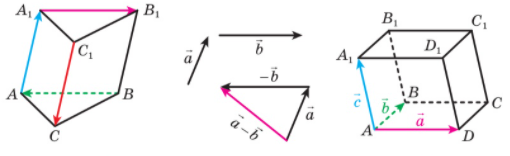 A₁ B₁
C₁
A B
C
a⃗ b⃗
−b⃗
a⃗ − b⃗ a⃗
B₁ C₁
A₁ D₁
c⃗ b⃗ B C
A a⃗ D